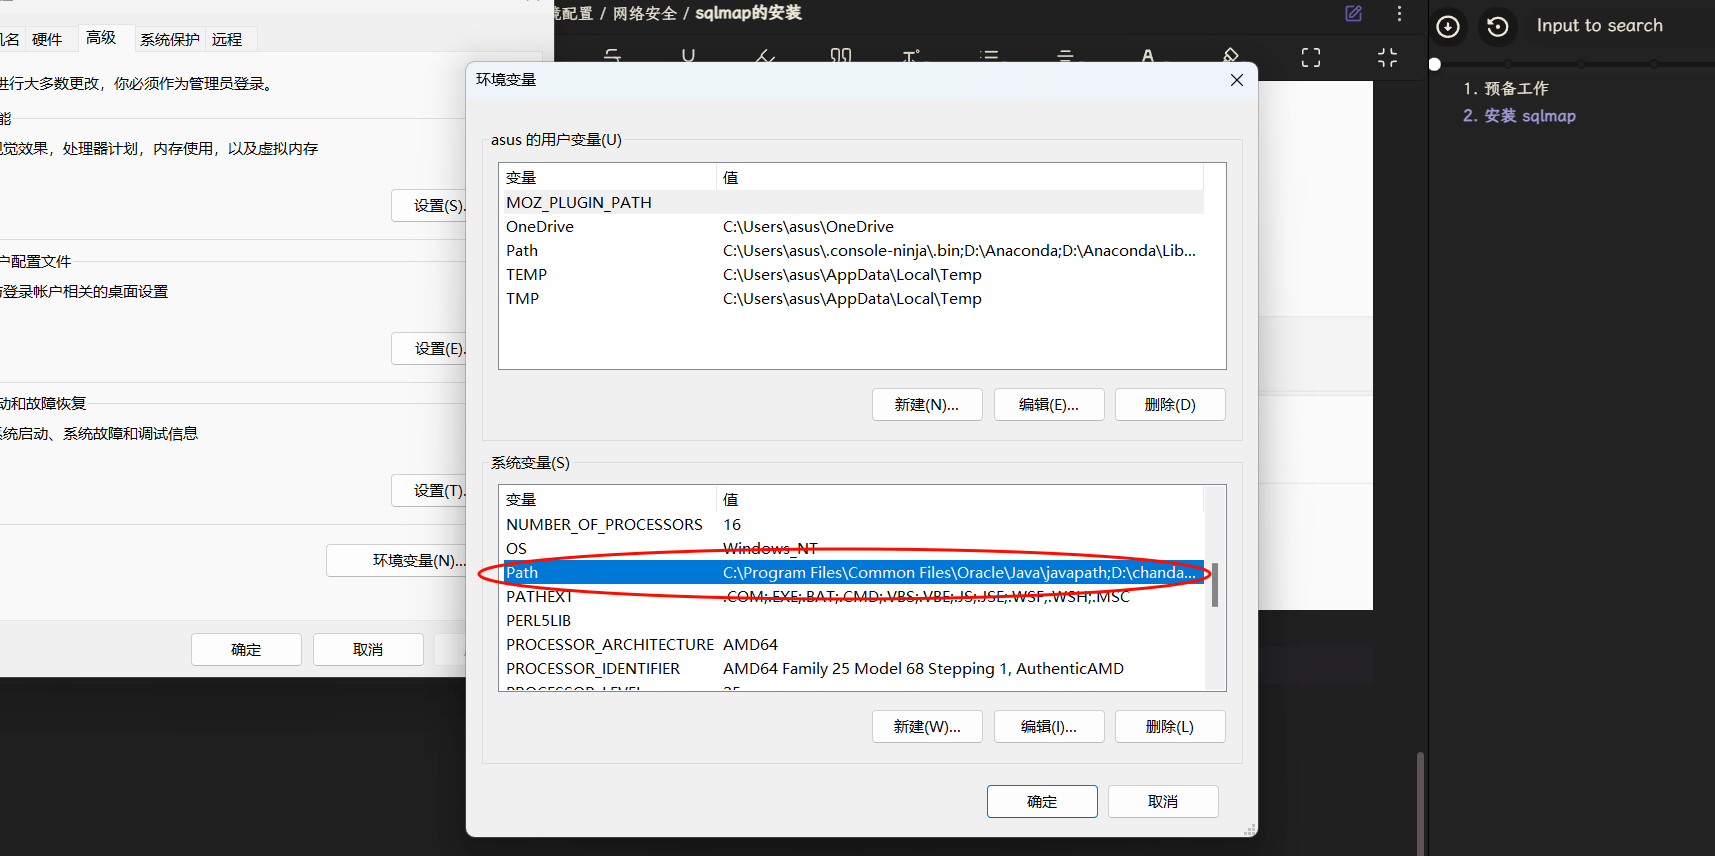 机名 硬件 高级 系统保护 远程
进行大多数更改，你必须作为管理员登录。
能
视觉效果，处理器计划，内存使用，以及虚拟内存
设置(S)..
户配置文件
与登录帐户相关的桌面设置
设置(E)..
动和故障恢复
系统启动、系统故障和调试信息
设置(T)..
环境变量(N)...
确定 取消
境配置 / 网络安全 / sqlmap的安装
Input to search
1. 预备工作
2. 安装 sqlmap
环境变量
asus 的用户变量(U)
变量 值
MOZ_PLUGIN_PATH
OneDrive C:\Users\asus\OneDrive
Path C:\Users\asus\.console-ninja\.bin;D:\Anaconda;D:\Anaconda\Lib...
TEMP C:\Users\asus\AppData\Local\Temp
TMP C:\Users\asus\AppData\Local\Temp
新建(N)... 编辑(E)... 删除(D)
系统变量(S)
变量 值
NUMBER_OF_PROCESSORS 16
OS Windows_NT
Path C:\Program Files\Common Files\Oracle\Java\javapath;D:\chanda...
PATHEXT .COM;.EXE;.BAT;.CMD;.VBS;.VBE;.JS;.JSE;.WSF;.WSH;.MSC
PERL5LIB
PROCESSOR_ARCHITECTURE AMD64
PROCESSOR_IDENTIFIER AMD64 Family 25 Model 68 Stepping 1, AuthenticAMD
PROCESSOR_LEVEL 25
新建(W)... 编辑(I)... 删除(L)
确定 取消